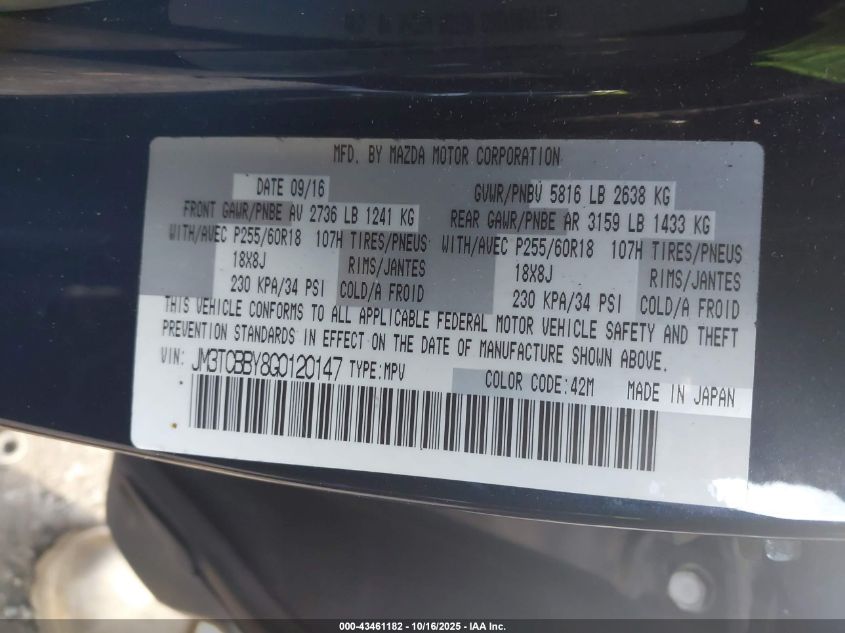 MFD. BY MAZDA MOTOR CORPORATION
DATE 09/16 GVWR/PNBV 5816 LB 2638 KG
FRONT GAWR/PNBE AV 2736 LB 1241 KG REAR GAWR/PNBE AR 3159 LB 1433 KG
WITH/AVEC P255/60R18 107H TIRES/PNEUS WITH/AVEC P255/60R18 107H TIRES/PNEUS
18X8J RIMS/JANTES 18X8J RIMS/JANTES
230 KPA/34 PSI COLD/A FROID 230 KPA/34 PSI COLD/A FROID
THIS VEHICLE CONFORMS TO ALL APPLICABLE FEDERAL MOTOR VEHICLE SAFETY AND THEFT
PREVENTION STANDARDS IN EFFECT ON THE DATE OF MANUFACTURE SHOWN ABOVE.
VIN: JM3TCBBY8G0120147 TYPE:MPV COLOR CODE:42M MADE IN JAPAN
000-43461182 - 10/16/2025 - IAA Inc.